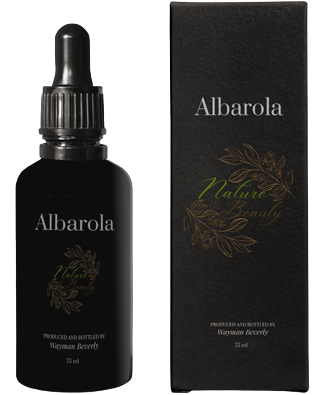 Albarola
Nature
Beauty
PRODUCED AND BOTTLED BY
Wayman Beverly
75 ml
Albarola
Nature
Beauty
PRODUCED AND BOTTLED BY
Wayman Beverly
75 ml